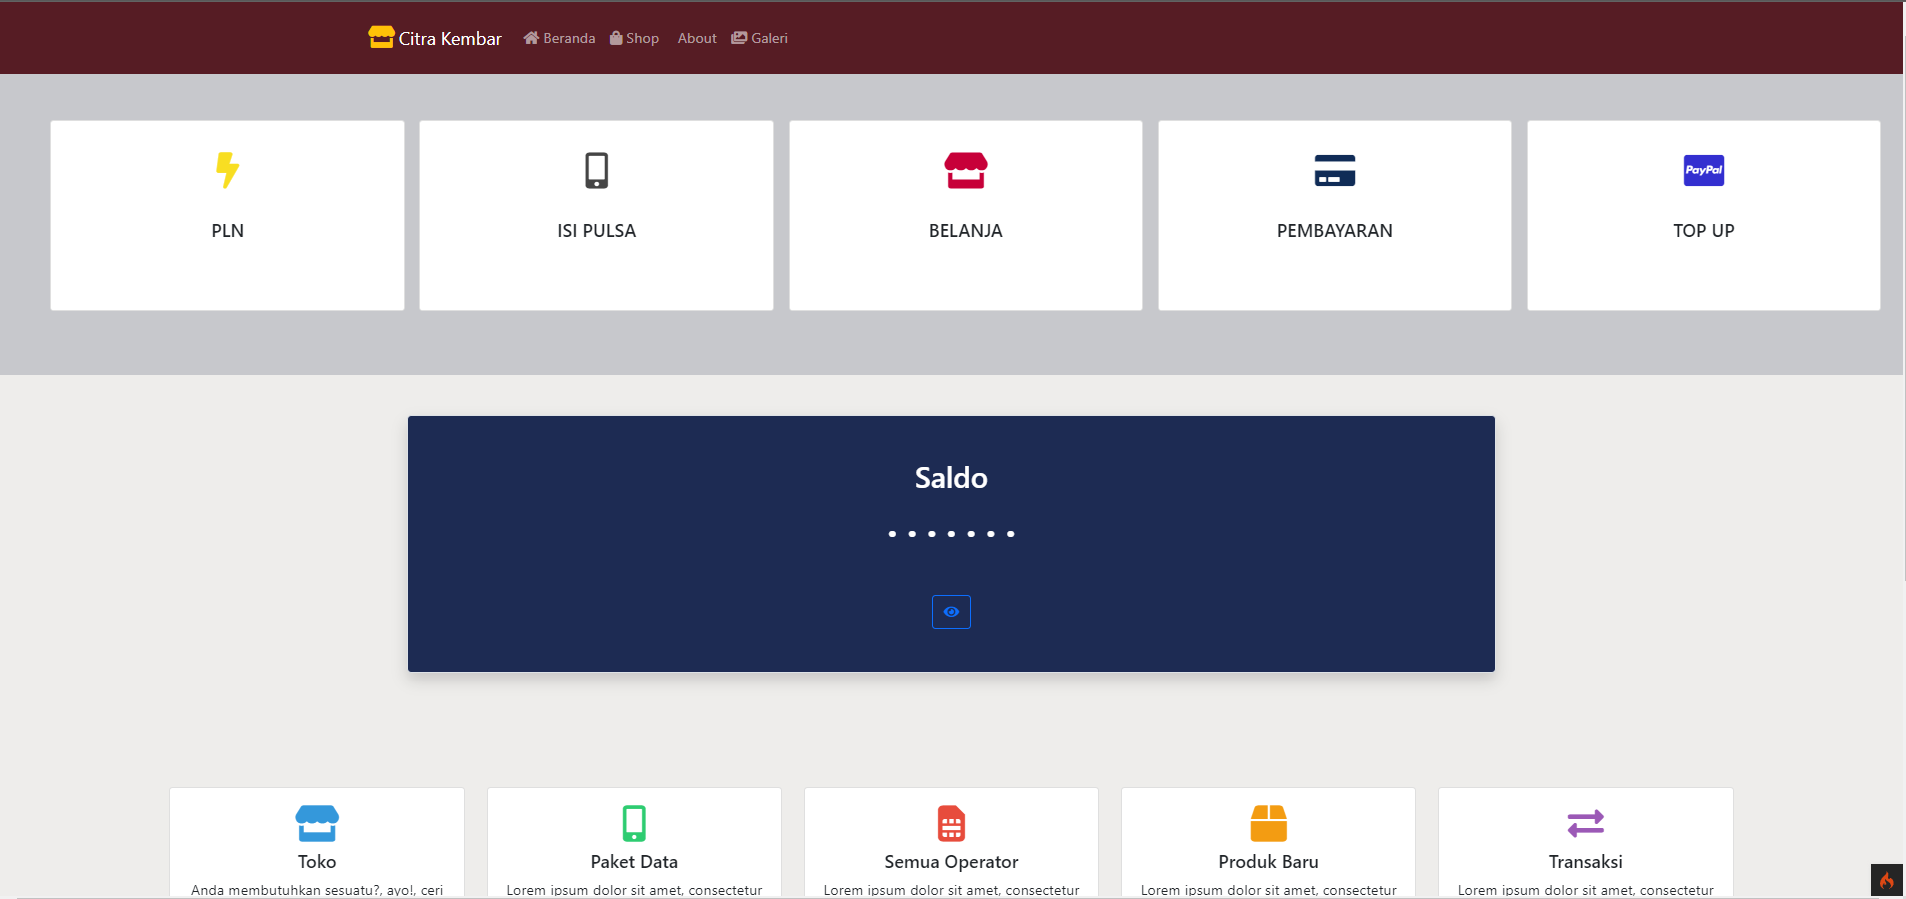 Citra Kembar Beranda Shop About Galeri
PLN
ISI PULSA
BELANJA
PEMBAYARAN
PayPal
TOP UP
Saldo
Toko
Anda membutuhkan sesuatu?, ayo!, ceri
Paket Data
Lorem ipsum dolor sit amet, consectetur
Semua Operator
Lorem ipsum dolor sit amet, consectetur
Produk Baru
Lorem ipsum dolor sit amet, consectetur
Transaksi
Lorem ipsum dolor sit amet, consectetur